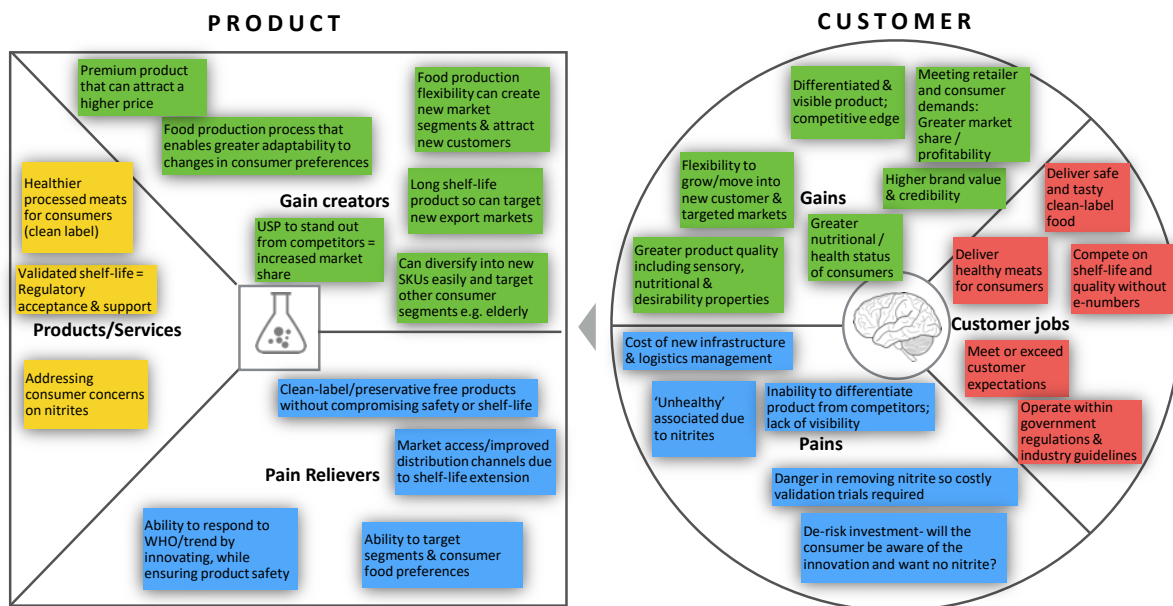 PRODUCT
Premium product
that can attract a
higher price
Food production process that
enables greater adaptability to
changes in consumer preferences
Food production
flexibility can create
new market
segments & attract
new customers
Healthier
processed meats
for consumers
(clean label)
Gain creators
Long shelf-life
product so can target
new export markets
USP to stand out
from competitors =
increased market
share
Validated shelf-life =
Regulatory
acceptance & support
Can diversify into new
SKUs easily and target
other consumer
segments e.g. elderly
Products/Services
Addressing
consumer concerns
on nitrites
Clean-label/preservative free products
without compromising safety or shelf-life
Market access/improved
distribution channels due
to shelf-life extension
Pain Relievers
Ability to respond to
WHO/trend by
innovating, while
ensuring product safety
Ability to target
segments & consumer
food preferences
CUSTOMER
Differentiated &
visible product;
competitive edge
Meeting retailer
and consumer
demands:
Greater market
share /
profitability
Flexibility to
grow/move into
new customer &
targeted markets
Gains
Higher brand value
& credibility
Deliver safe
and tasty
clean-label
food
Greater product quality
including sensory,
nutritional &
desirability properties
Greater
nutritional /
health status
of consumers
Deliver
healthy meats
for consumers
Compete on
shelf-life and
quality without
e-numbers
Customer jobs
Cost of new infrastructure
& logistics management
Meet or exceed
customer
expectations
‘Unhealthy’
associated due
to nitrites
Inability to differentiate
product from competitors;
lack of visibility
Operate within
government
regulations &
industry guidelines
Pains
Danger in removing nitrite so costly
validation trials required
De-risk investment- will the
consumer be aware of the
innovation and want no nitrite?